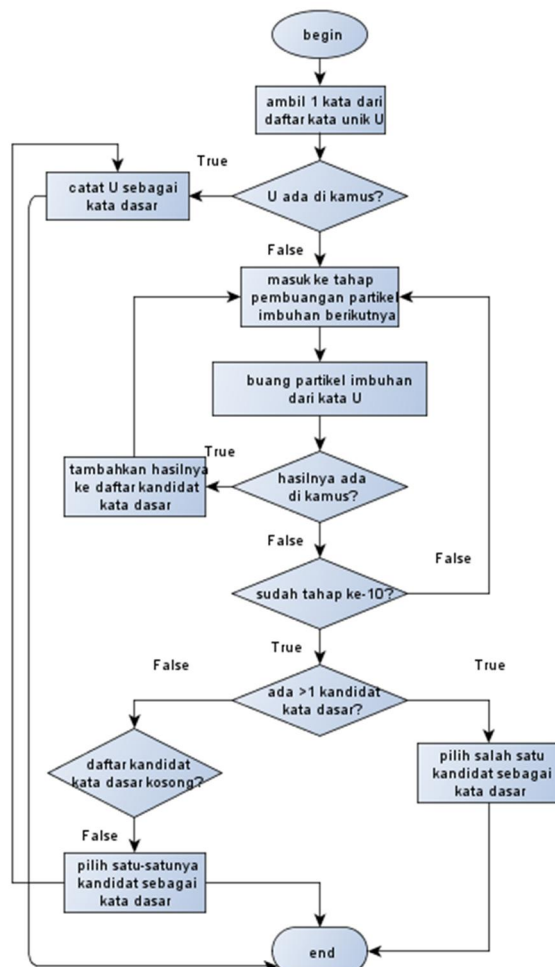 begin
ambil 1 kata dari
daftar kata unik U
True
catat U sebagai
kata dasar
U ada di kamus?
False
masuk ke tahap
pembuangan partikel
imbuhan berikutnya
buang partikel imbuhan
dari kata U
True
tambahkan hasilnya
ke daftar kandidat
kata dasar
hasilnya ada
di kamus?
False
False
sudah tahap ke-10?
True
False
True
ada >1 kandidat
kata dasar?
daftar kandidat
kata dasar kosong?
pilih salah satu
kandidat sebagai
kata dasar
False
pilih satu-satunya
kandidat sebagai
kata dasar
end